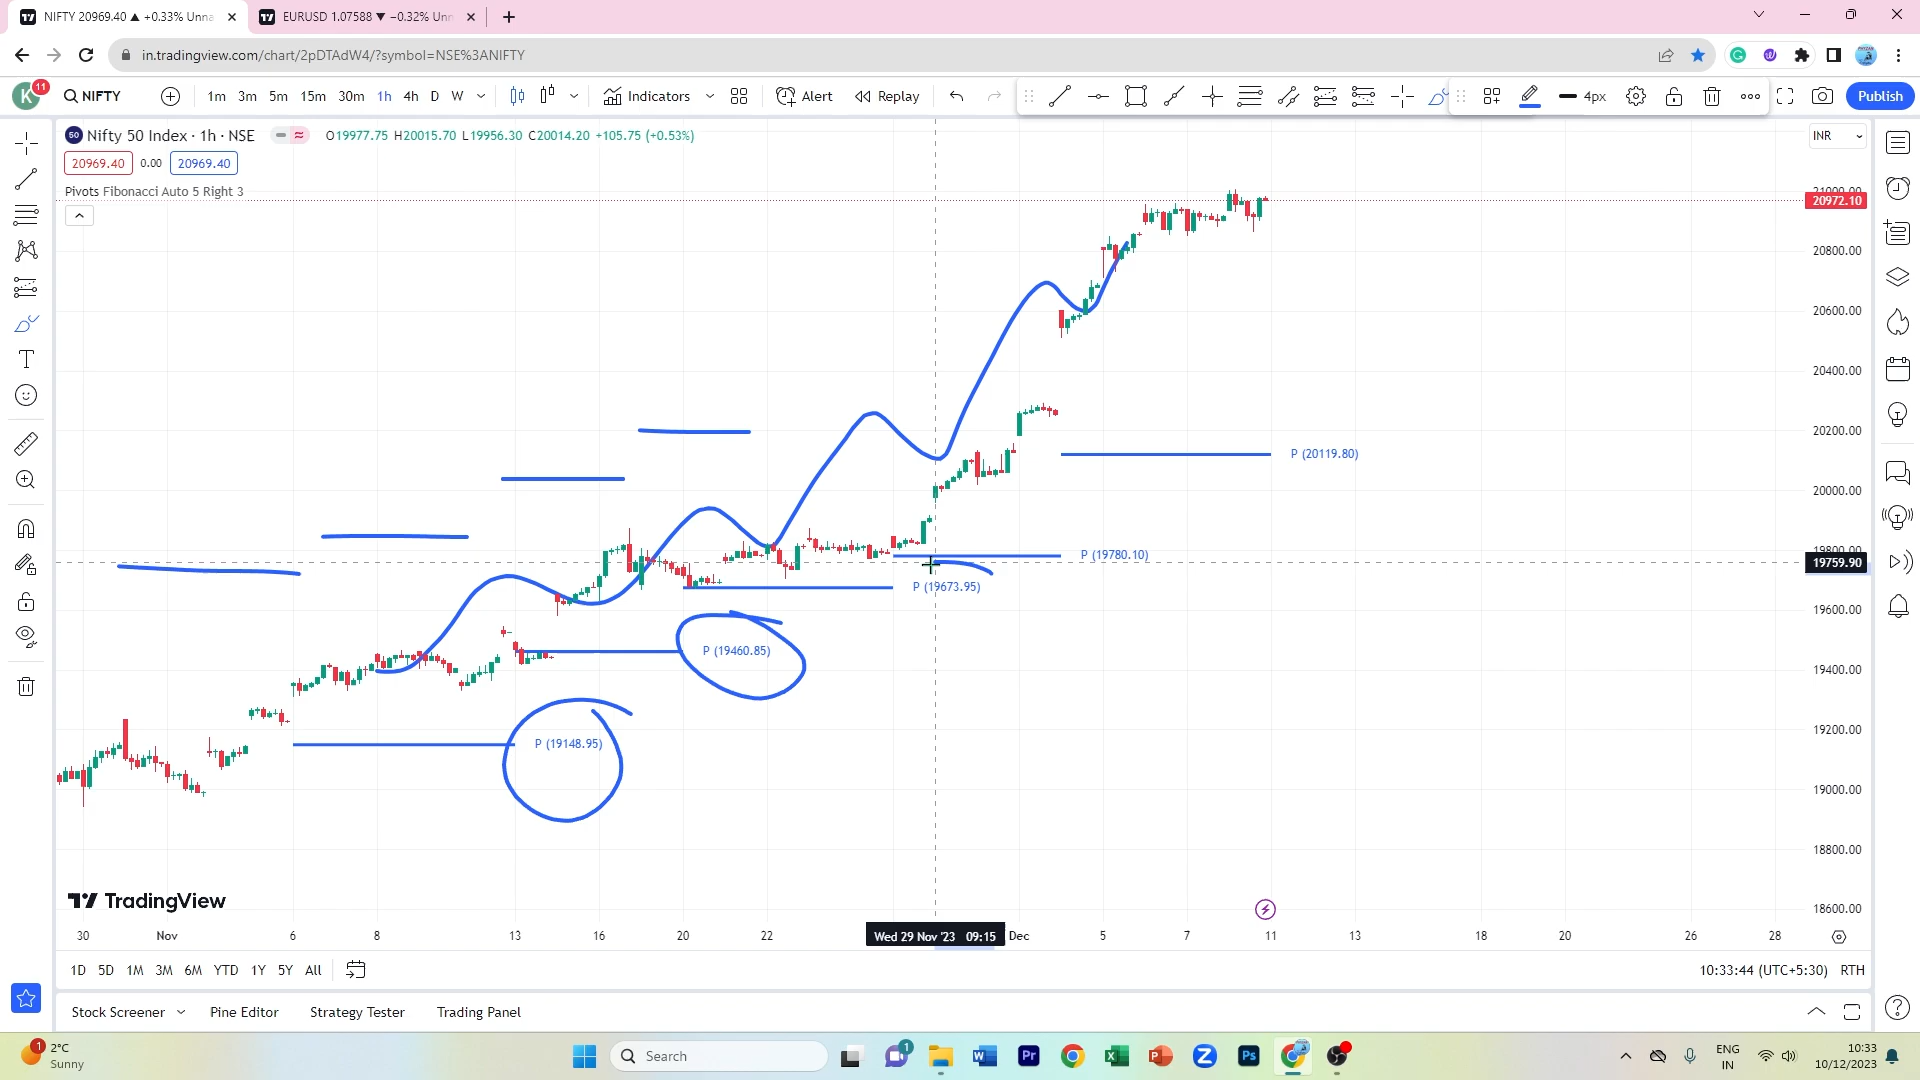 NIFTY 20969.40 ▲ +0.33% Unna
EURUSD 1.07588 ▼ −0.32% Unn
in.tradingview.com/chart/2pDTAdW4/?symbol=NSE%3ANIFTY
K 11
NIFTY 1m 3m 5m 15m 30m 1h 4h D W Indicators Alert Replay 4px Publish
50 Nifty 50 Index · 1h · NSE O19977.75 H20015.70 L19956.30 C20014.20 +105.75 (+0.53%)
INR
20969.40 0.00 20969.40
Pivots Fibonacci Auto 5 Right 3
21000.00
20972.10
20800.00
20600.00
20400.00
20200.00
20000.00
19800.00
19759.90
19600.00
19400.00
19200.00
19000.00
18800.00
18600.00
P (20119.80)
P (19780.10)
P (19673.95)
P (19460.85)
P (19148.95)
TradingView
30 Nov 6 8 13 16 20 22 Wed 29 Nov '23 09:15 Dec 5 7 11 13 18 20 26 28
1D 5D 1M 3M 6M YTD 1Y 5Y All 10:33:44 (UTC+5:30) RTH
Stock Screener Pine Editor Strategy Tester Trading Panel
1 2°C
Sunny
Search
1
ENG
IN
10:33
10/12/2023